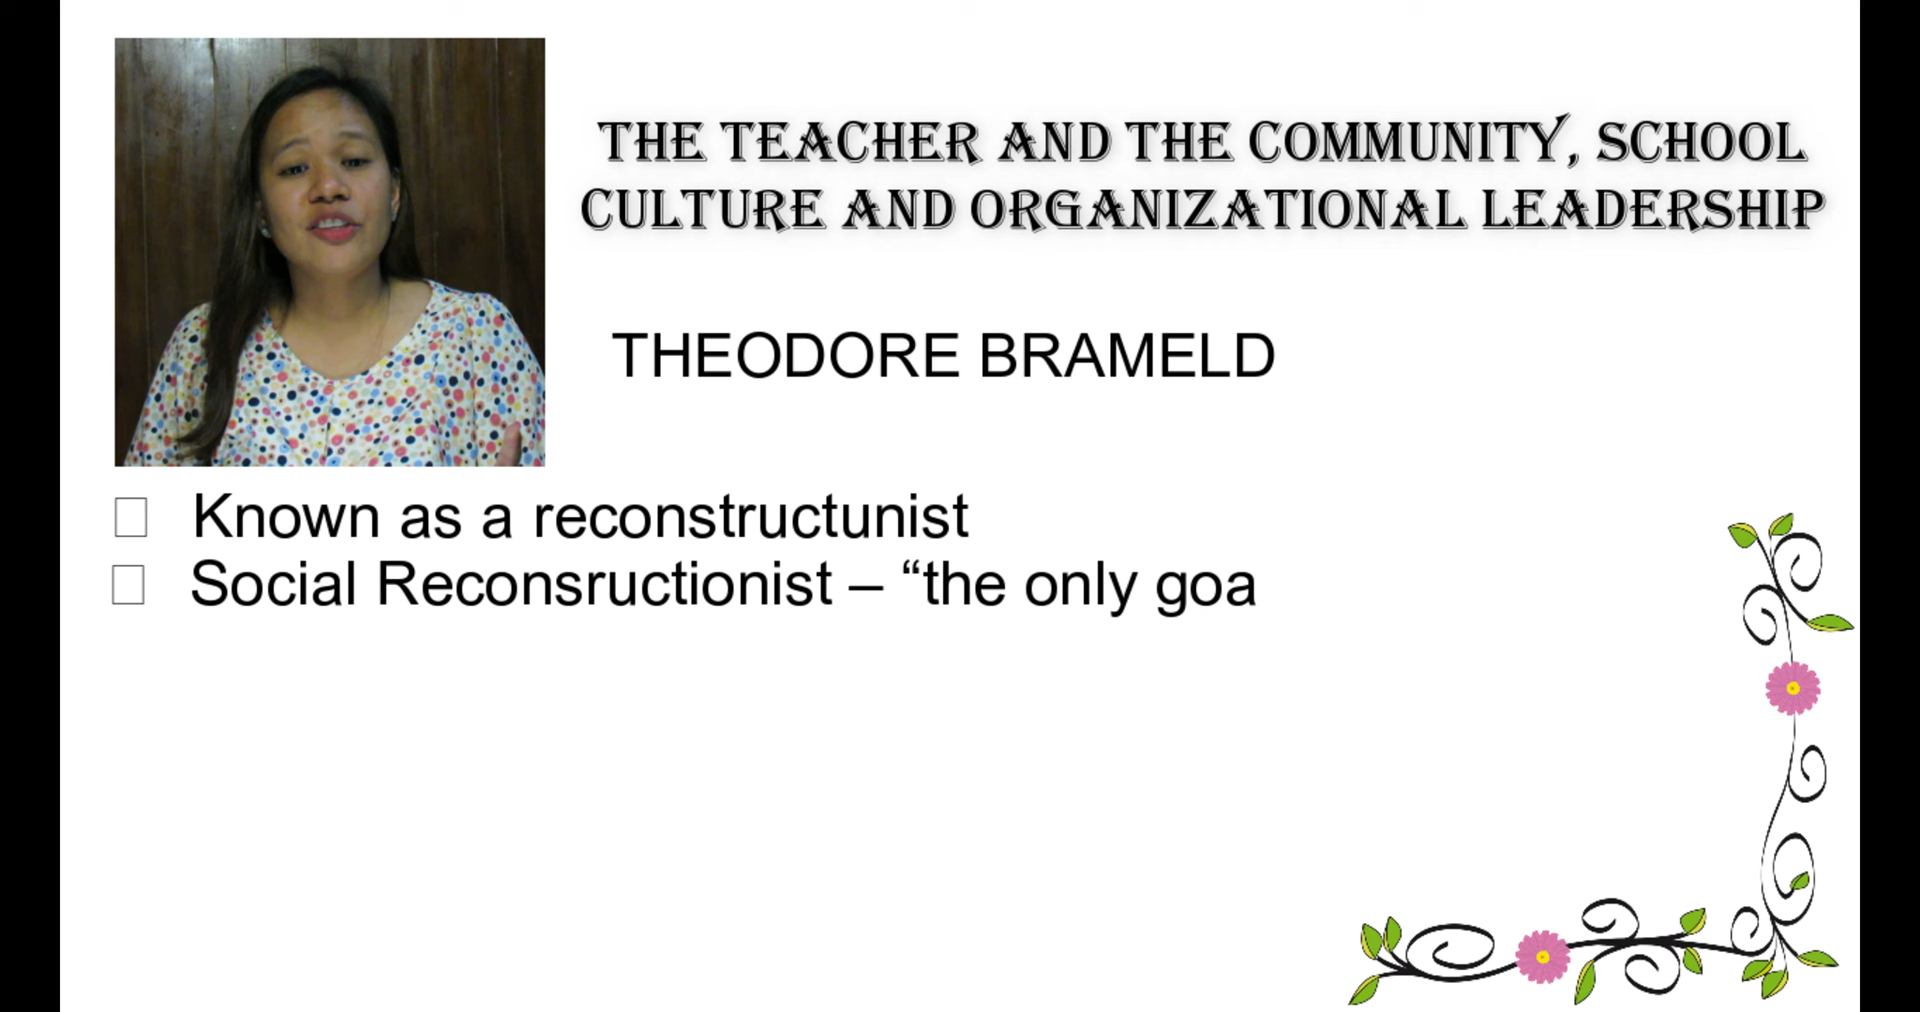 THE TEACHER AND THE COMMUNITY, SCHOOL
CULTURE AND ORGANIZATIONAL LEADERSHIP
THEODORE BRAMELD
Known as a reconstructunist
Social Reconsructionist – “the only goa